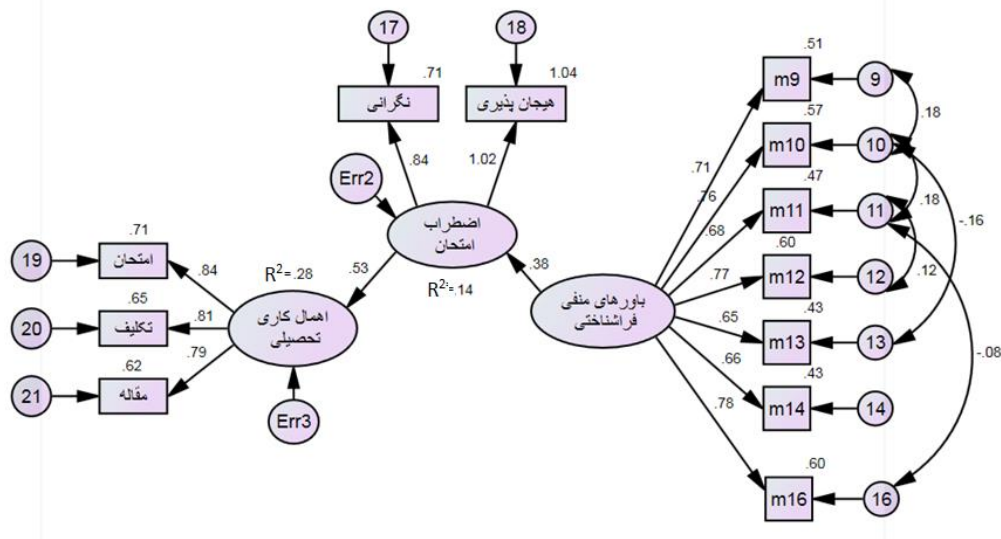 17
18
.71
1.04
نگرانی
هیجان پذیری
.84
1.02
Err2
اضطراب
امتحان
R²=.14
.53
.38
باورهای منفی
فراشناختی
19
.71
امتحان
.84
R²=.28
20
.65
تکلیف
.81
اهمال کاری
تحصیلی
21
.62
مقاله
.79
Err3
.51
m9
9
.71
.18
.57
m10
10
.76
.18
-.16
.47
m11
11
.68
.12
.60
m12
12
.77
.43
m13
13
.65
-.08
.43
m14
14
.66
.60
m16
16
.78